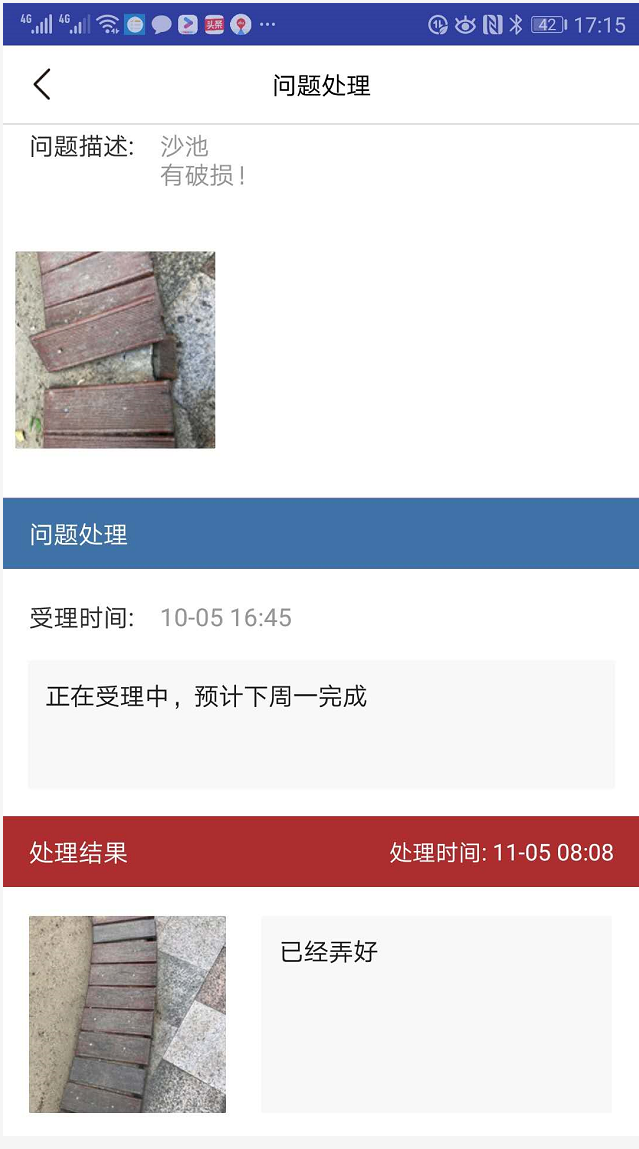 4G 4G 42 17:15
头条
问题处理
问题描述: 沙池
有破损!
问题处理
受理时间: 10-05 16:45
正在受理中，预计下周一完成
处理结果 处理时间: 11-05 08:08
已经弄好